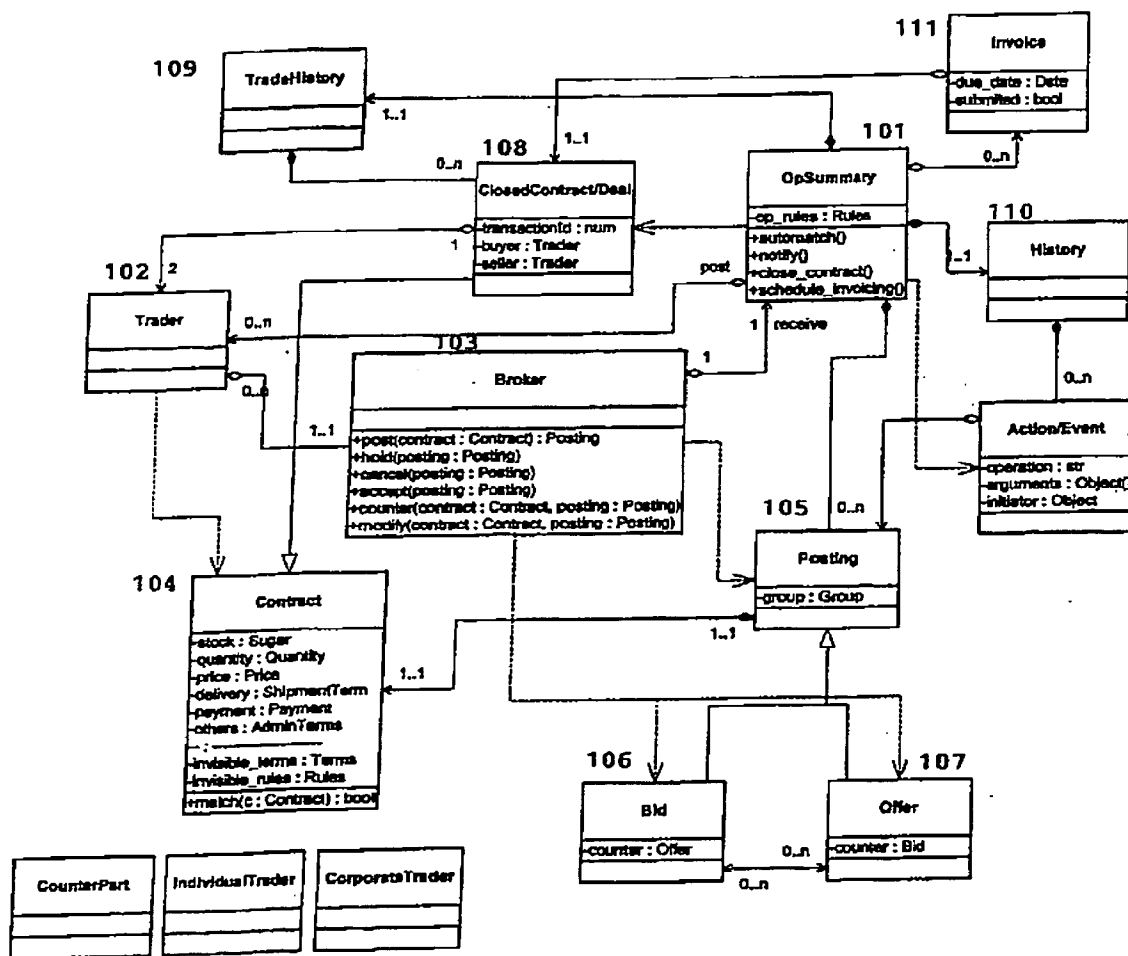 111
Invoice
-due_date : Date
-submited : bool
109
TradeHistory
1..1
0..n
1..1
108
ClosedContract/Deal
-transactionId : num
-buyer : Trader
-seller : Trader
1
2
101
OpSummary
-op_rules : Rules
+automatch()
+notify()
+close_contract()
+schedule_invoicing()
0..n
post
110
History
1..1
0..n
102
Trader
0..n
0..n
1..1
103
Broker
+post(contract : Contract) : Posting
+hold(posting : Posting)
+cancel(posting : Posting)
+accept(posting : Posting)
+counter(contract : Contract, posting : Posting)
+modify(contract : Contract, posting : Posting)
1
1
receive
Action/Event
-operation : str
-arguments : Object()
-initiator : Object
105
0..n
Posting
-group : Group
1..1
1..1
104
Contract
-stock : Sugar
-quantity : Quantity
-price : Price
-delivery : ShipmentTerm
-payment : Payment
-others : AdminTerms
- : 
-invisible_terms : Terms
-invisible_rules : Rules
+match(c : Contract) : bool
106
Bid
-counter : Offer
107
Offer
-counter : Bid
0..n
0..n
CounterPart
IndividualTrader
CorporateTrader